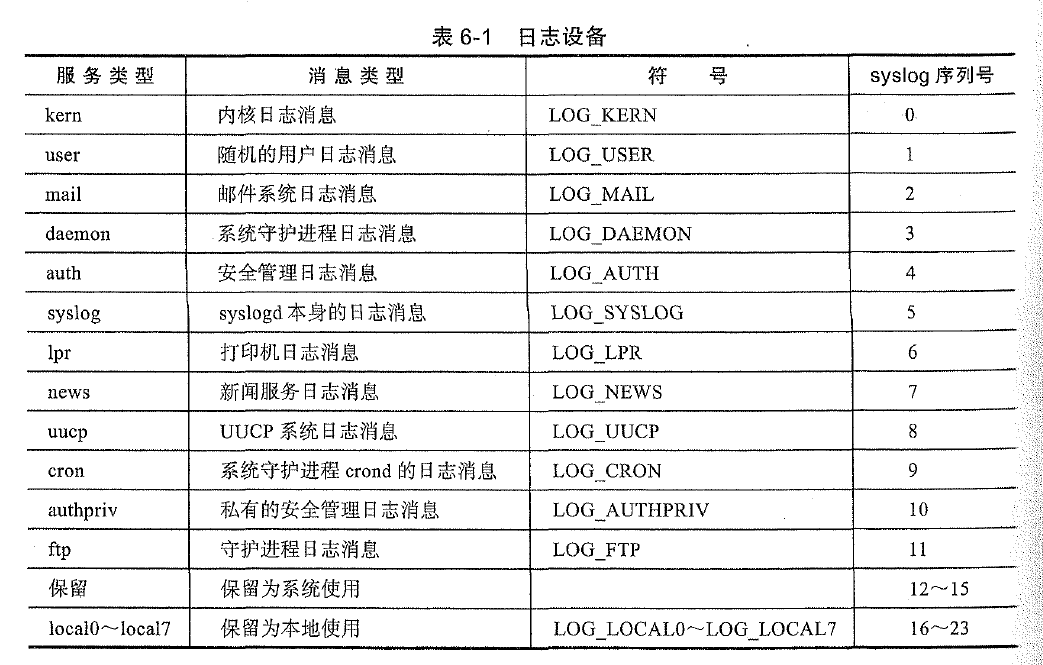 表 6-1 日志设备
服务类型 消息类型 符号 syslog 序列号
kern 内核日志消息 LOG_KERN 0
user 随机的用户日志消息 LOG_USER 1
mail 邮件系统日志消息 LOG_MAIL 2
daemon 系统守护进程日志消息 LOG_DAEMON 3
auth 安全管理日志消息 LOG_AUTH 4
syslog syslogd 本身的日志消息 LOG_SYSLOG 5
lpr 打印机日志消息 LOG_LPR 6
news 新闻服务日志消息 LOG_NEWS 7
uucp UUCP 系统日志消息 LOG_UUCP 8
cron 系统守护进程 crond 的日志消息 LOG_CRON 9
authpriv 私有的安全管理日志消息 LOG_AUTHPRIV 10
ftp 守护进程日志消息 LOG_FTP 11
保留 保留为系统使用 12～15
local0～local7 保留为本地使用 LOG_LOCAL0～LOG_LOCAL7 16～23